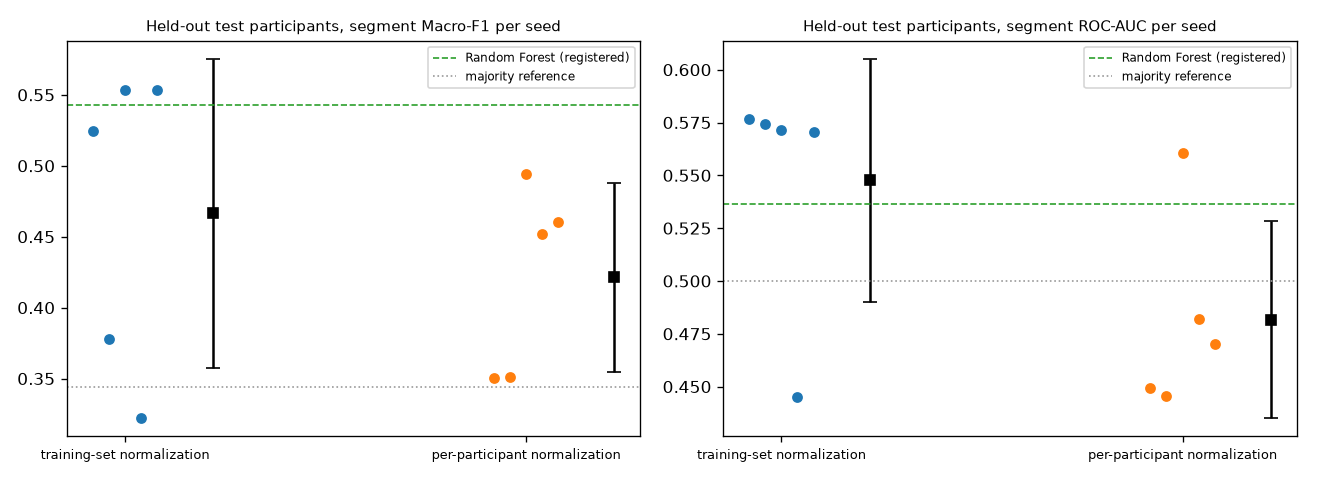 Held-out test participants, segment Macro-F1 per seed
Random Forest (registered)
majority reference
0.55
0.50
0.45
0.40
0.35
training-set normalization
per-participant normalization
Held-out test participants, segment ROC-AUC per seed
Random Forest (registered)
majority reference
0.600
0.575
0.550
0.525
0.500
0.475
0.450
training-set normalization
per-participant normalization